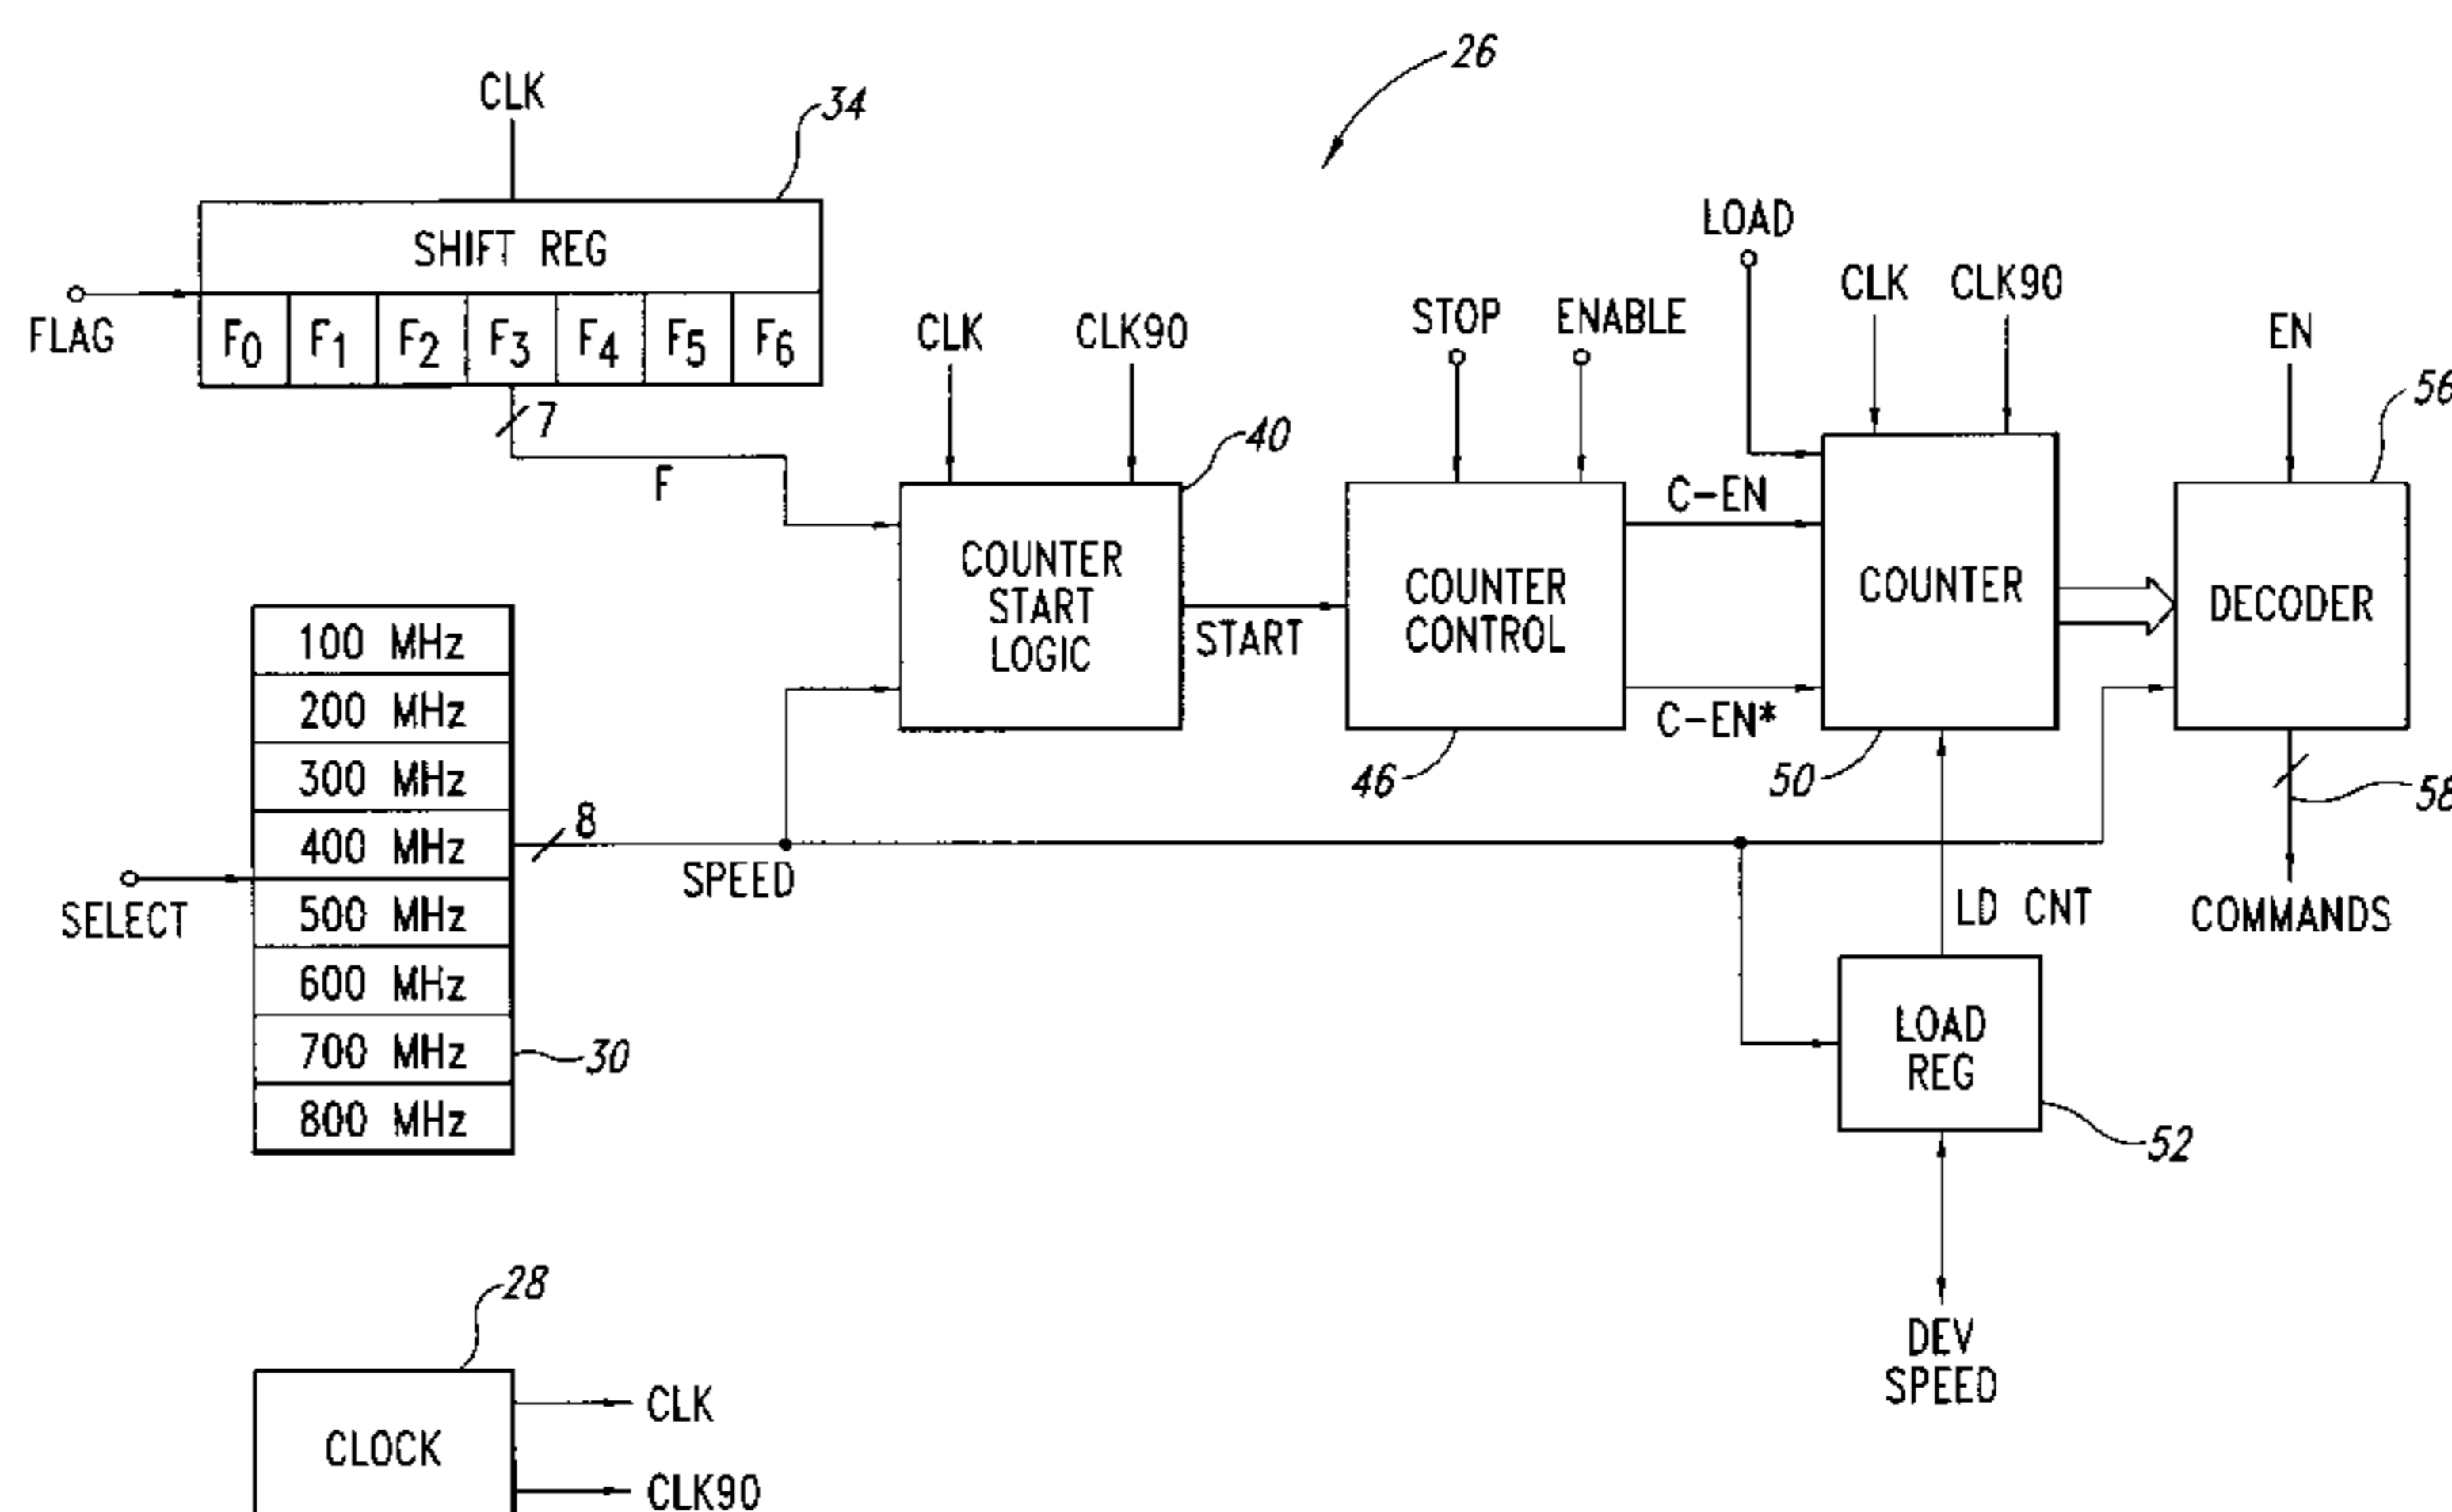 26
CLK
34
SHIFT REG
FLAG
F0 F1 F2 F3 F4 F5 F6
7
F
CLK
CLK90
40
COUNTER
START
LOGIC
START
STOP
ENABLE
COUNTER
CONTROL
46
C-EN
C-EN*
LOAD
CLK
CLK90
COUNTER
50
EN
56
DECODER
58
COMMANDS
100 MHz
200 MHz
300 MHz
400 MHz
500 MHz
600 MHz
700 MHz
800 MHz
SELECT
30
8
SPEED
LD CNT
LOAD
REG
52
DEV
SPEED
28
CLOCK
CLK
CLK90